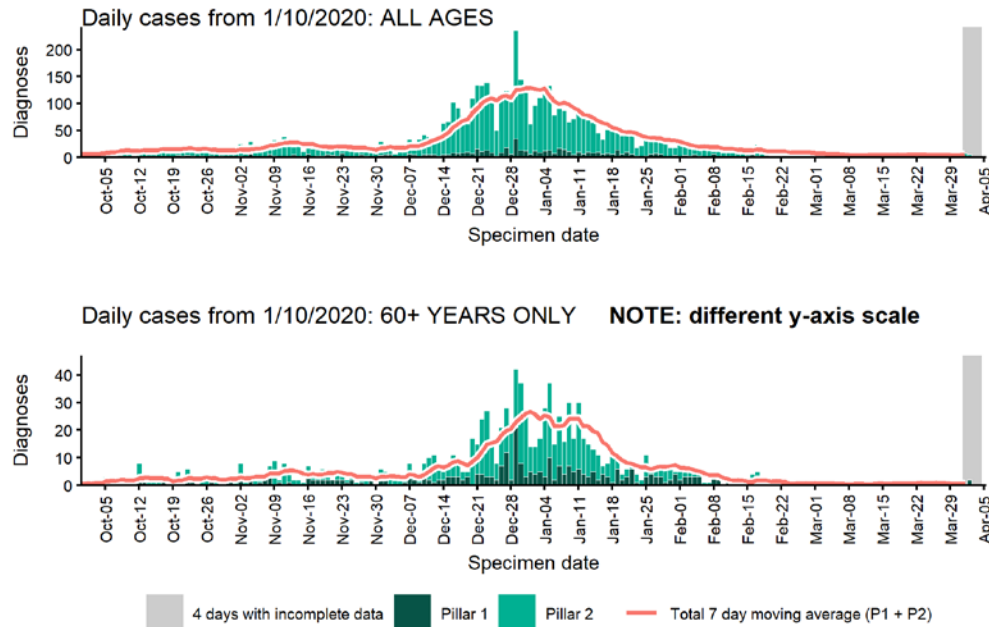 Daily cases from 1/10/2020: ALL AGES
Diagnoses
200
150
100
50
0
Oct-05 Oct-12 Oct-19 Oct-26 Nov-02 Nov-09 Nov-16 Nov-23 Nov-30 Dec-07 Dec-14 Dec-21 Dec-28 Jan-04 Jan-11 Jan-18 Jan-25 Feb-01 Feb-08 Feb-15 Feb-22 Mar-01 Mar-08 Mar-15 Mar-22 Mar-29 Apr-05
Specimen date
Daily cases from 1/10/2020: 60+ YEARS ONLY NOTE: different y-axis scale
Diagnoses
40
30
20
10
0
Oct-05 Oct-12 Oct-19 Oct-26 Nov-02 Nov-09 Nov-16 Nov-23 Nov-30 Dec-07 Dec-14 Dec-21 Dec-28 Jan-04 Jan-11 Jan-18 Jan-25 Feb-01 Feb-08 Feb-15 Feb-22 Mar-01 Mar-08 Mar-15 Mar-22 Mar-29 Apr-05
Specimen date
4 days with incomplete data Pillar 1 Pillar 2 Total 7 day moving average (P1 + P2)